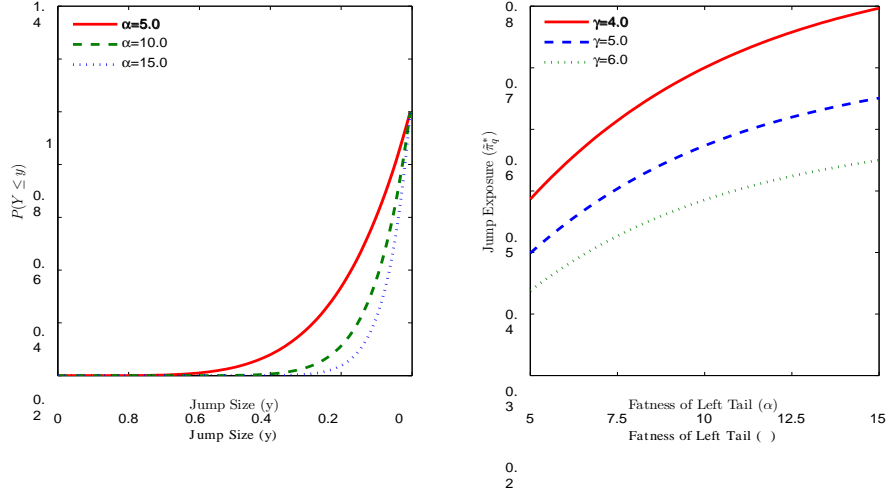 1.
4
α=5.0
α=10.0
α=15.0
1
0.
8
0.
6
0.
4
0.
2
P(Y ≤ y)
0 0.8 0.6 0.4 0.2 0
Jump Size (y)
Jump Size (y)
0.
8
γ=4.0
γ=5.0
γ=6.0
0.
7
0.
6
0.
5
0.
4
0.
3
0.
2
Jump Exposure (π̃*q)
5 7.5 10 12.5 15
Fatness of Left Tail (α)
Fatness of Left Tail ( )